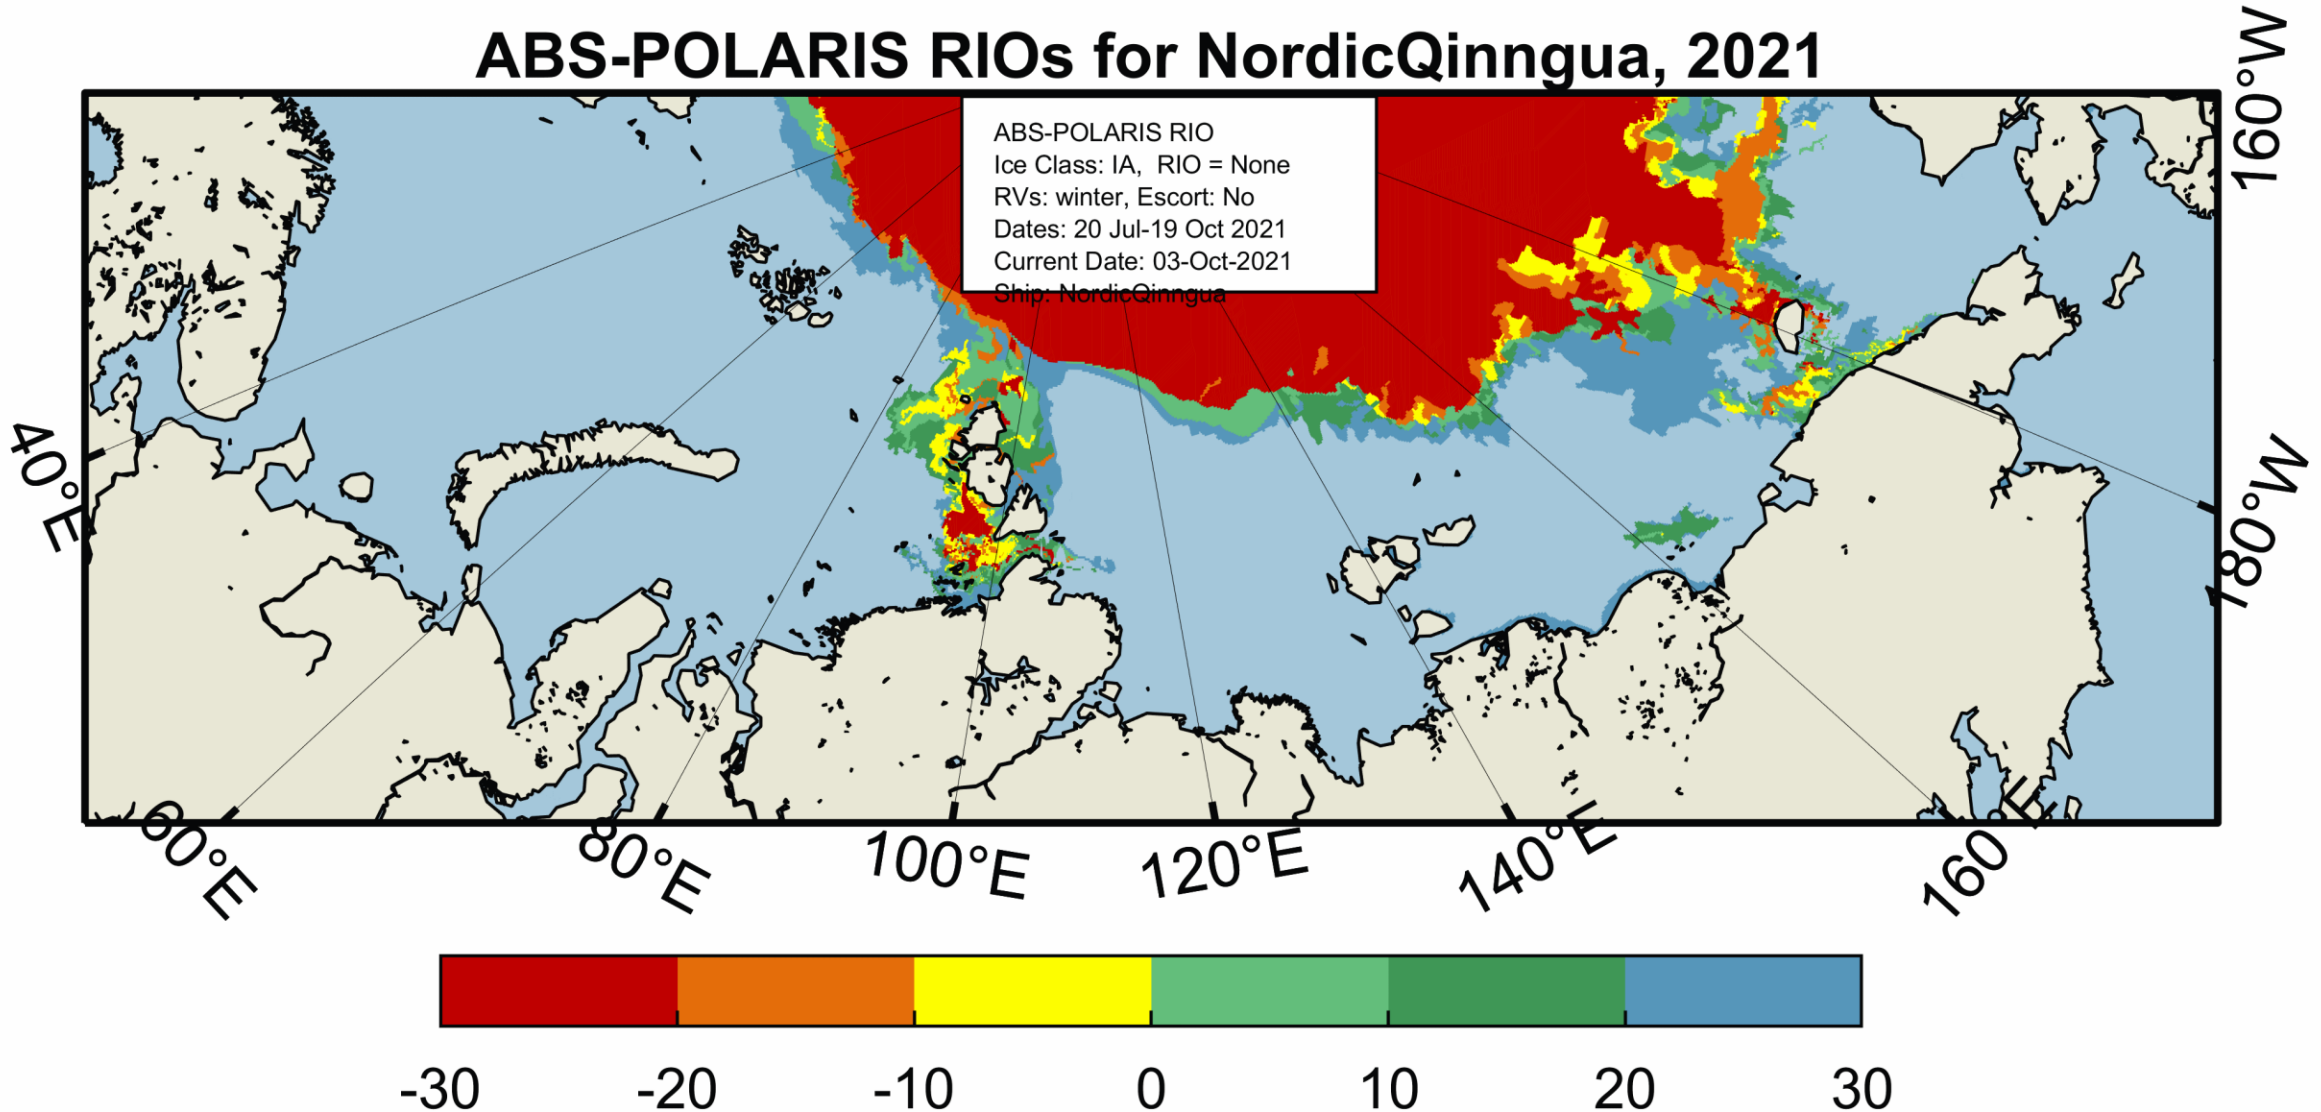 ABS-POLARIS RIOs for NordicQinngua, 2021
160°W
ABS-POLARIS RIO
Ice Class: IA,  RIO = None
RVs: winter, Escort: No
Dates: 20 Jul-19 Oct 2021
Current Date: 03-Oct-2021
Ship: NordicQinngua
40°E
180°W
60°E
80°E
100°E
120°E
140°E
160°E
-30 -20 -10 0 10 20 30